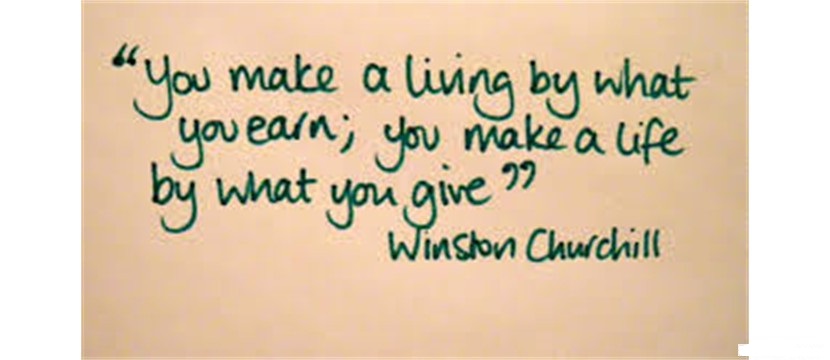 “You make a living by what
you earn; you make a life
by what you give”
Winston Churchill